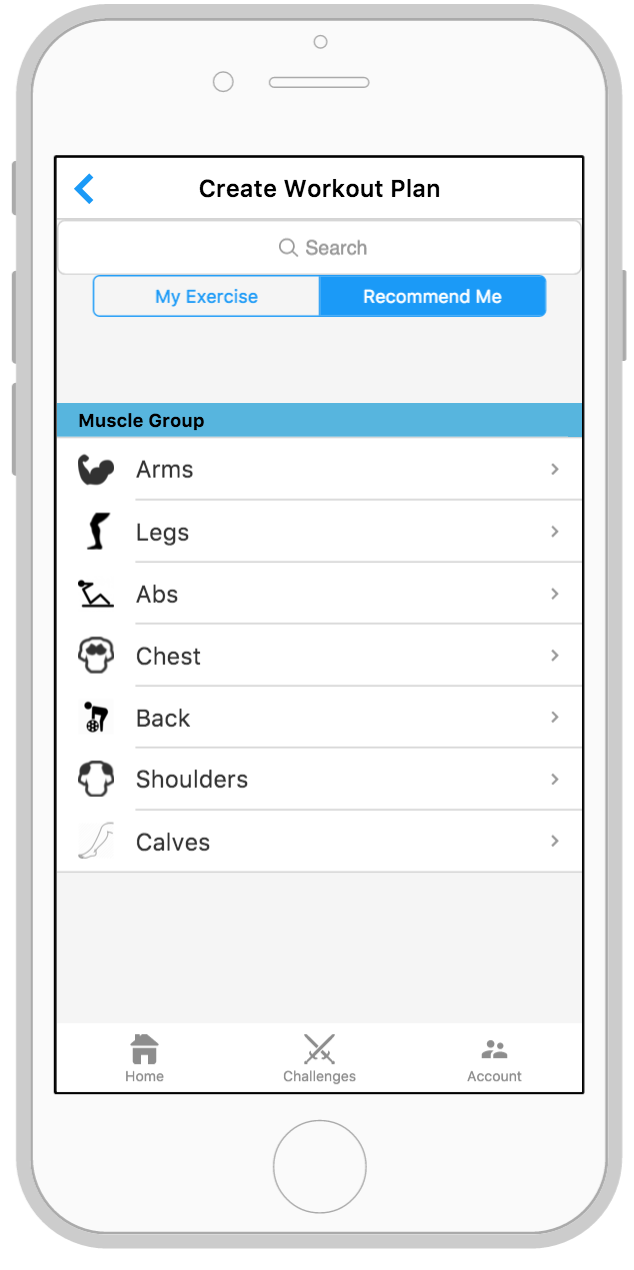 Create Workout Plan
Search
My Exercise Recommend Me
Muscle Group
Arms
Legs
Abs
Chest
Back
Shoulders
Calves
Home Challenges Account